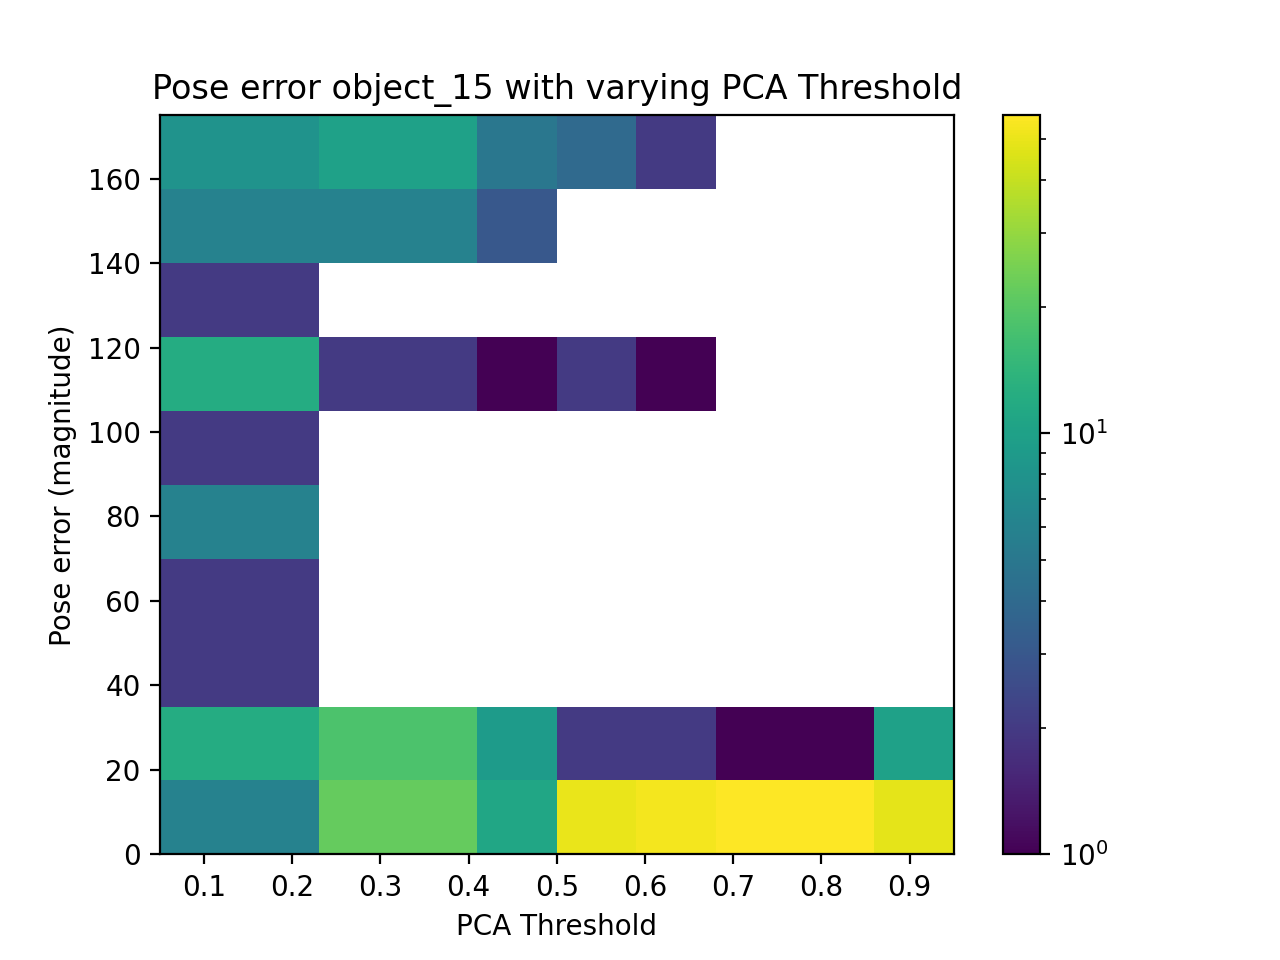 Pose error object_15 with varying PCA Threshold
160
140
120
100
80
60
40
20
0
Pose error (magnitude)
0.1 0.2 0.3 0.4 0.5 0.6 0.7 0.8 0.9
PCA Threshold
10¹
10⁰